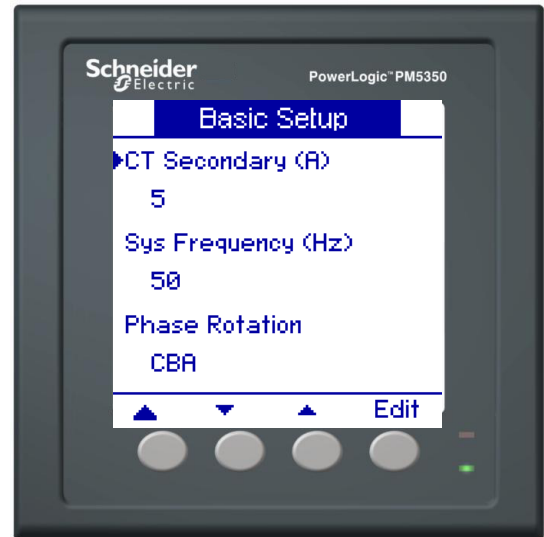 Schneider
Electric
PowerLogic™ PM5350
Basic Setup
CT Secondary (A)
5
Sys Frequency (Hz)
50
Phase Rotation
CBA
Edit